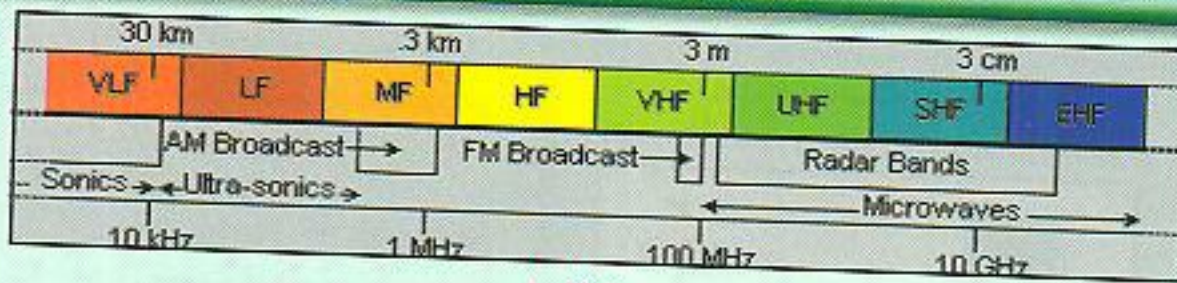 30 km .3 km 3 m 3 cm
VLF LF MF HF VHF UHF SHF EHF
AM Broadcast FM Broadcast Radar Bands
Sonics Ultra-sonics Microwaves
10 kHz 1 MHz 100 MHz 10 GHz